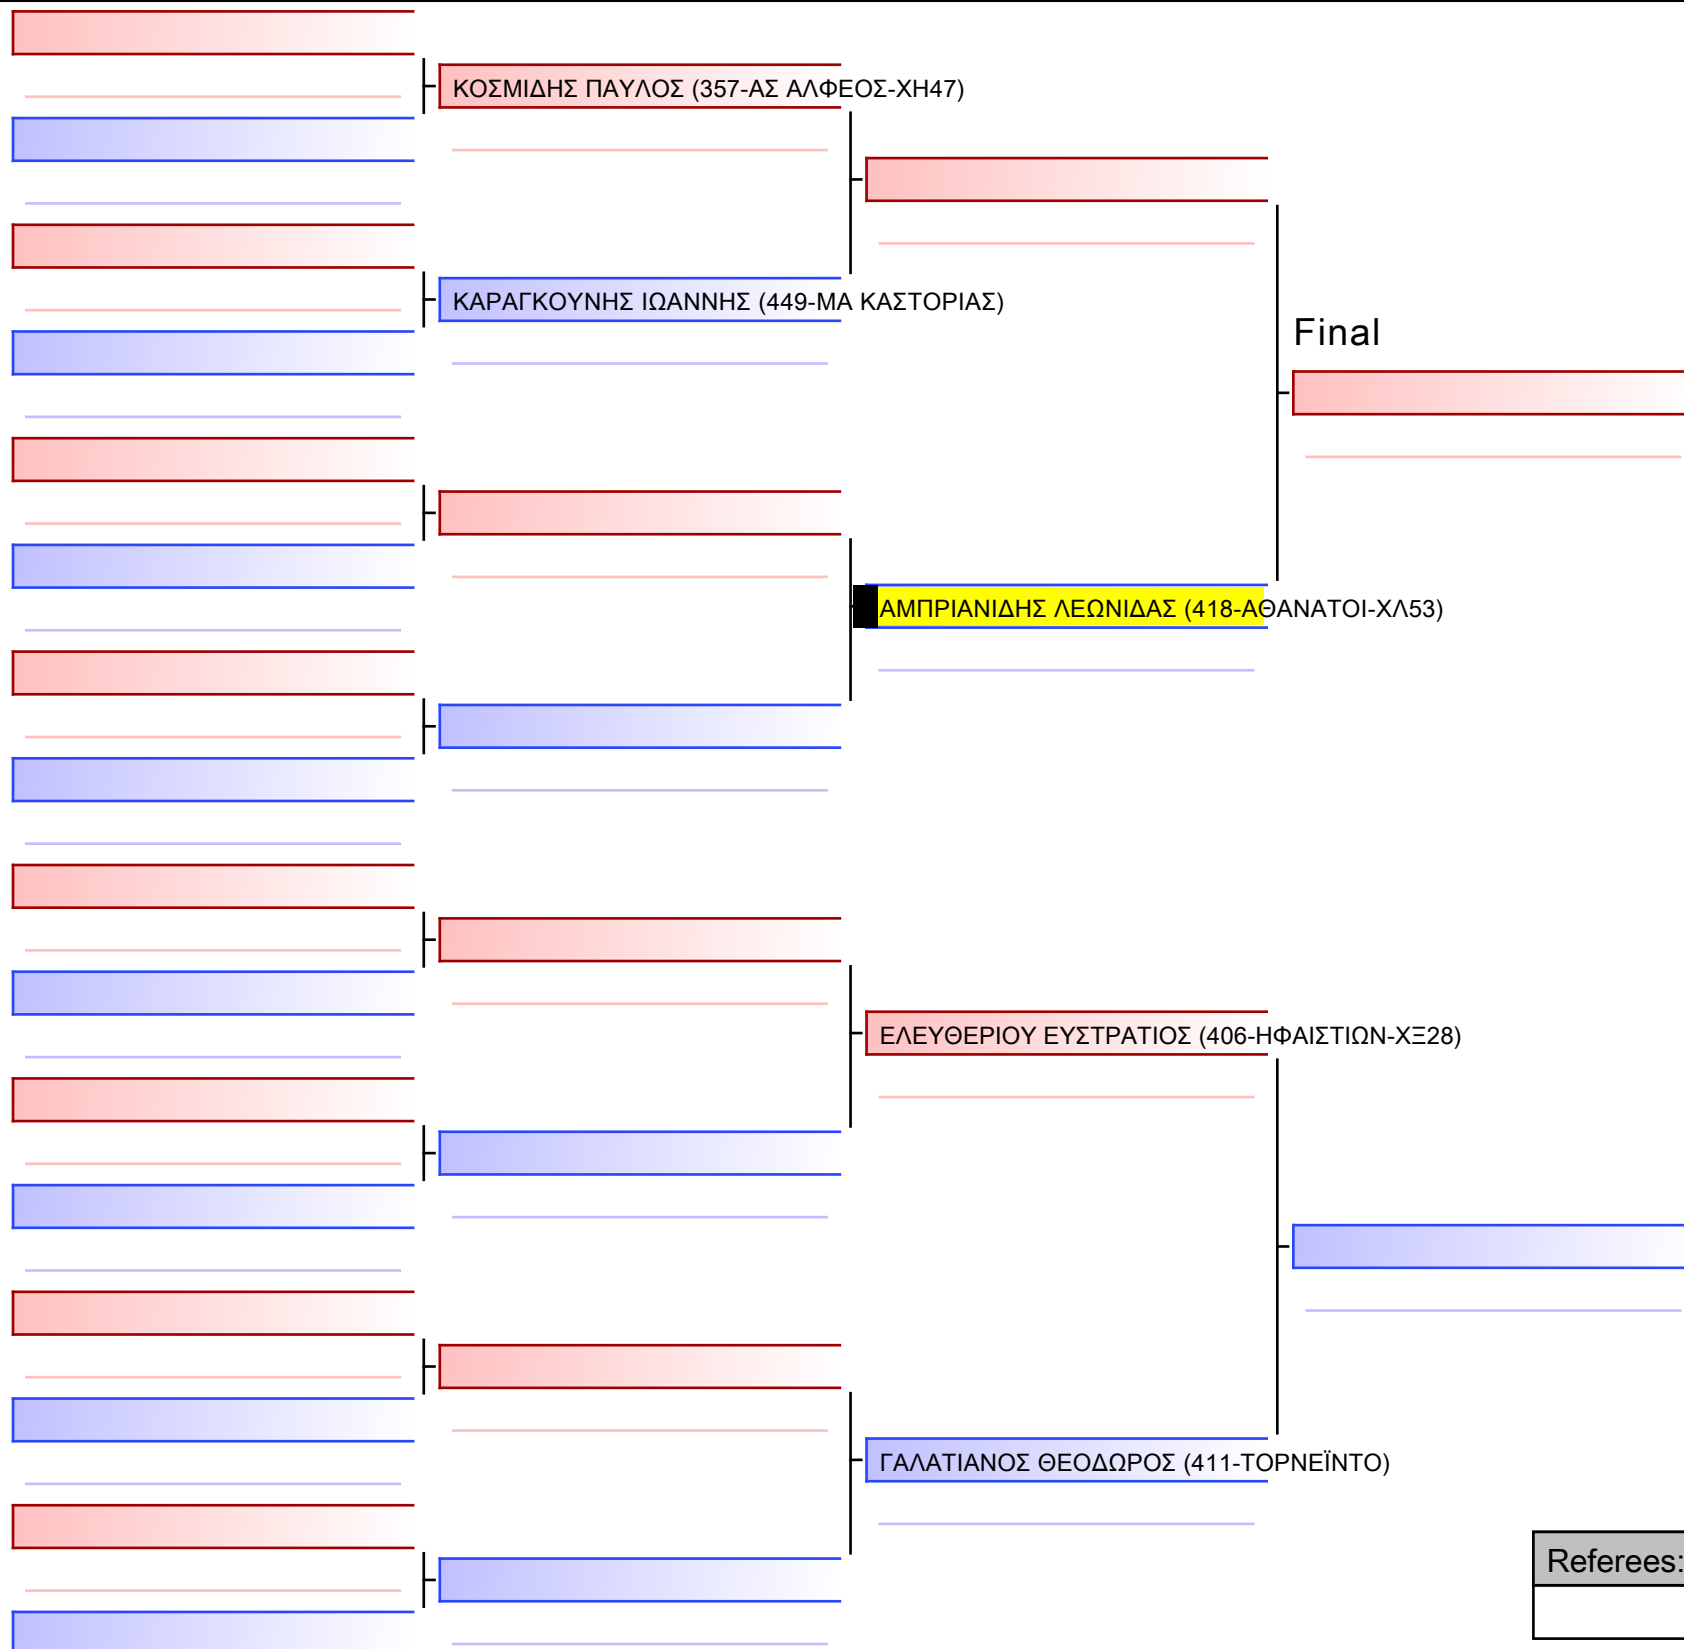 ΚΟΣΜΙΔΗΣ ΠΑΥΛΟΣ (357-ΑΣ ΑΛΦΕΟΣ-ΧΗ47)
ΚΑΡΑΓΚΟΥΝΗΣ ΙΩΑΝΝΗΣ (449-ΜΑ ΚΑΣΤΟΡΙΑΣ)
Final
ΑΜΠΡΙΑΝΙΔΗΣ ΛΕΩΝΙΔΑΣ (418-ΑΘΑΝΑΤΟΙ-ΧΛ53)
ΕΛΕΥΘΕΡΙΟΥ ΕΥΣΤΡΑΤΙΟΣ (406-ΗΦΑΙΣΤΙΩΝ-ΧΞ28)
ΓΑΛΑΤΙΑΝΟΣ ΘΕΟΔΩΡΟΣ (411-ΤΟΡΝΕΪΝΤΟ)
Referees: